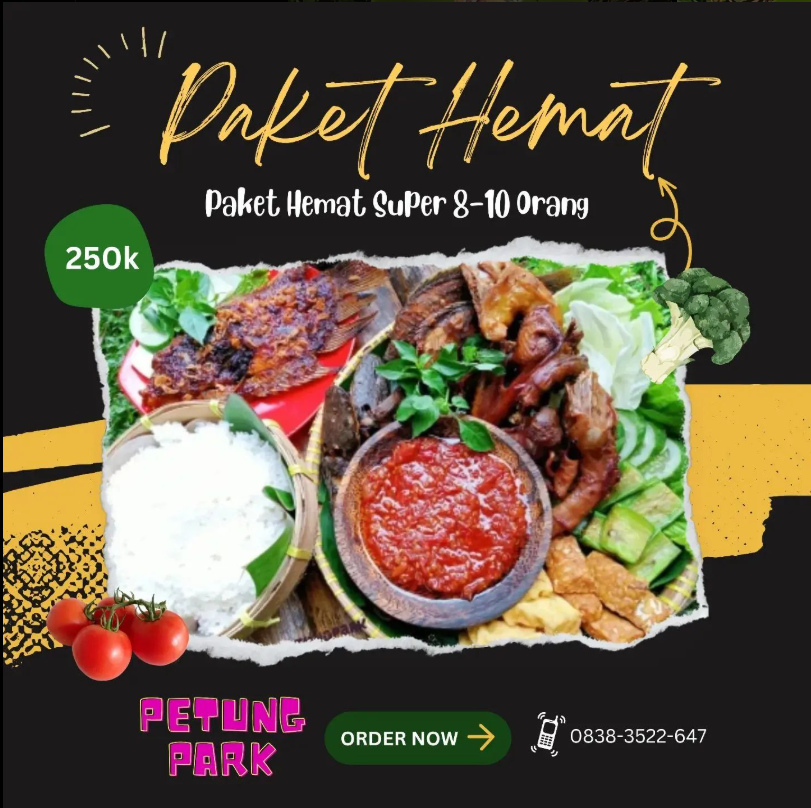 Paket Hemat
Paket Hemat Super 8-10 Orang
250k
PETUNG
PARK
ORDER NOW
0838-3522-647